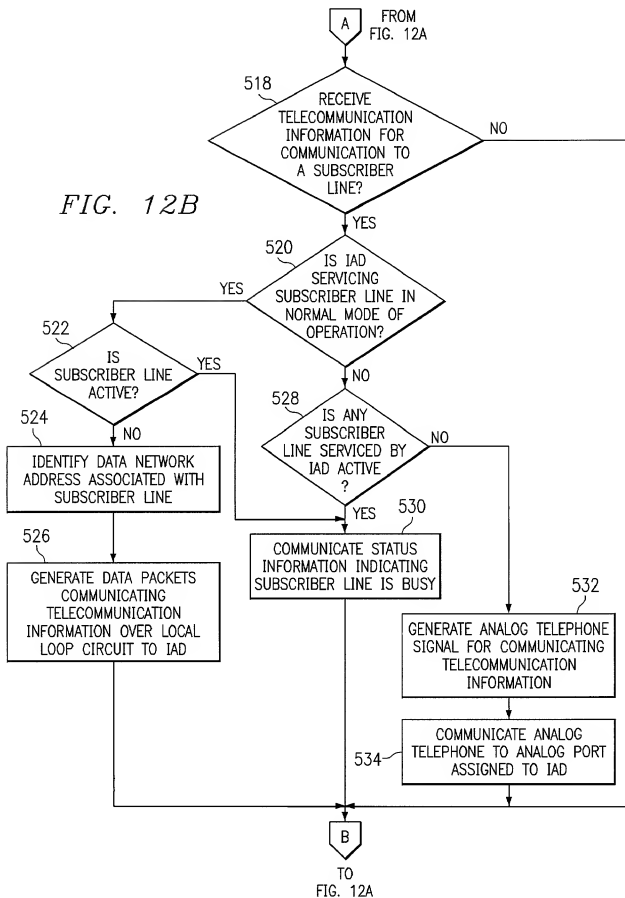 A
FROM
FIG. 12A
518
RECEIVE
TELECOMMUNICATION
INFORMATION FOR
COMMUNICATION TO
A SUBSCRIBER
LINE?
NO
FIG. 12B
YES
520
IS IAD
SERVICING
SUBSCRIBER LINE IN
NORMAL MODE OF
OPERATION?
YES
522
IS
SUBSCRIBER LINE
ACTIVE?
YES
NO
NO
528
IS ANY
SUBSCRIBER
LINE SERVICED BY
IAD ACTIVE
?
NO
YES
524
IDENTIFY DATA NETWORK
ADDRESS ASSOCIATED WITH
SUBSCRIBER LINE
530
COMMUNICATE STATUS
INFORMATION INDICATING
SUBSCRIBER LINE IS BUSY
526
GENERATE DATA PACKETS
COMMUNICATING
TELECOMMUNICATION
INFORMATION OVER LOCAL
LOOP CIRCUIT TO IAD
532
GENERATE ANALOG TELEPHONE
SIGNAL FOR COMMUNICATING
TELECOMMUNICATION
INFORMATION
534
COMMUNICATE ANALOG
TELEPHONE TO ANALOG PORT
ASSIGNED TO IAD
B
TO
FIG. 12A